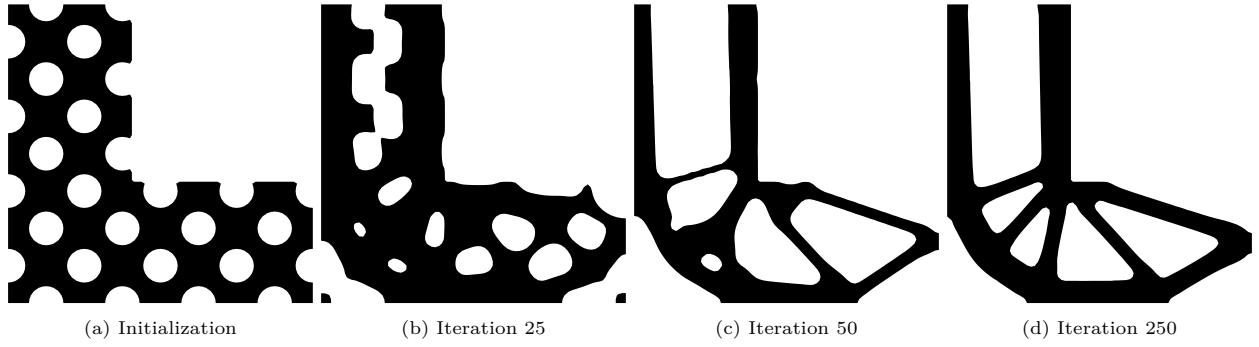 (a) Initialization
(b) Iteration 25
(c) Iteration 50
(d) Iteration 250